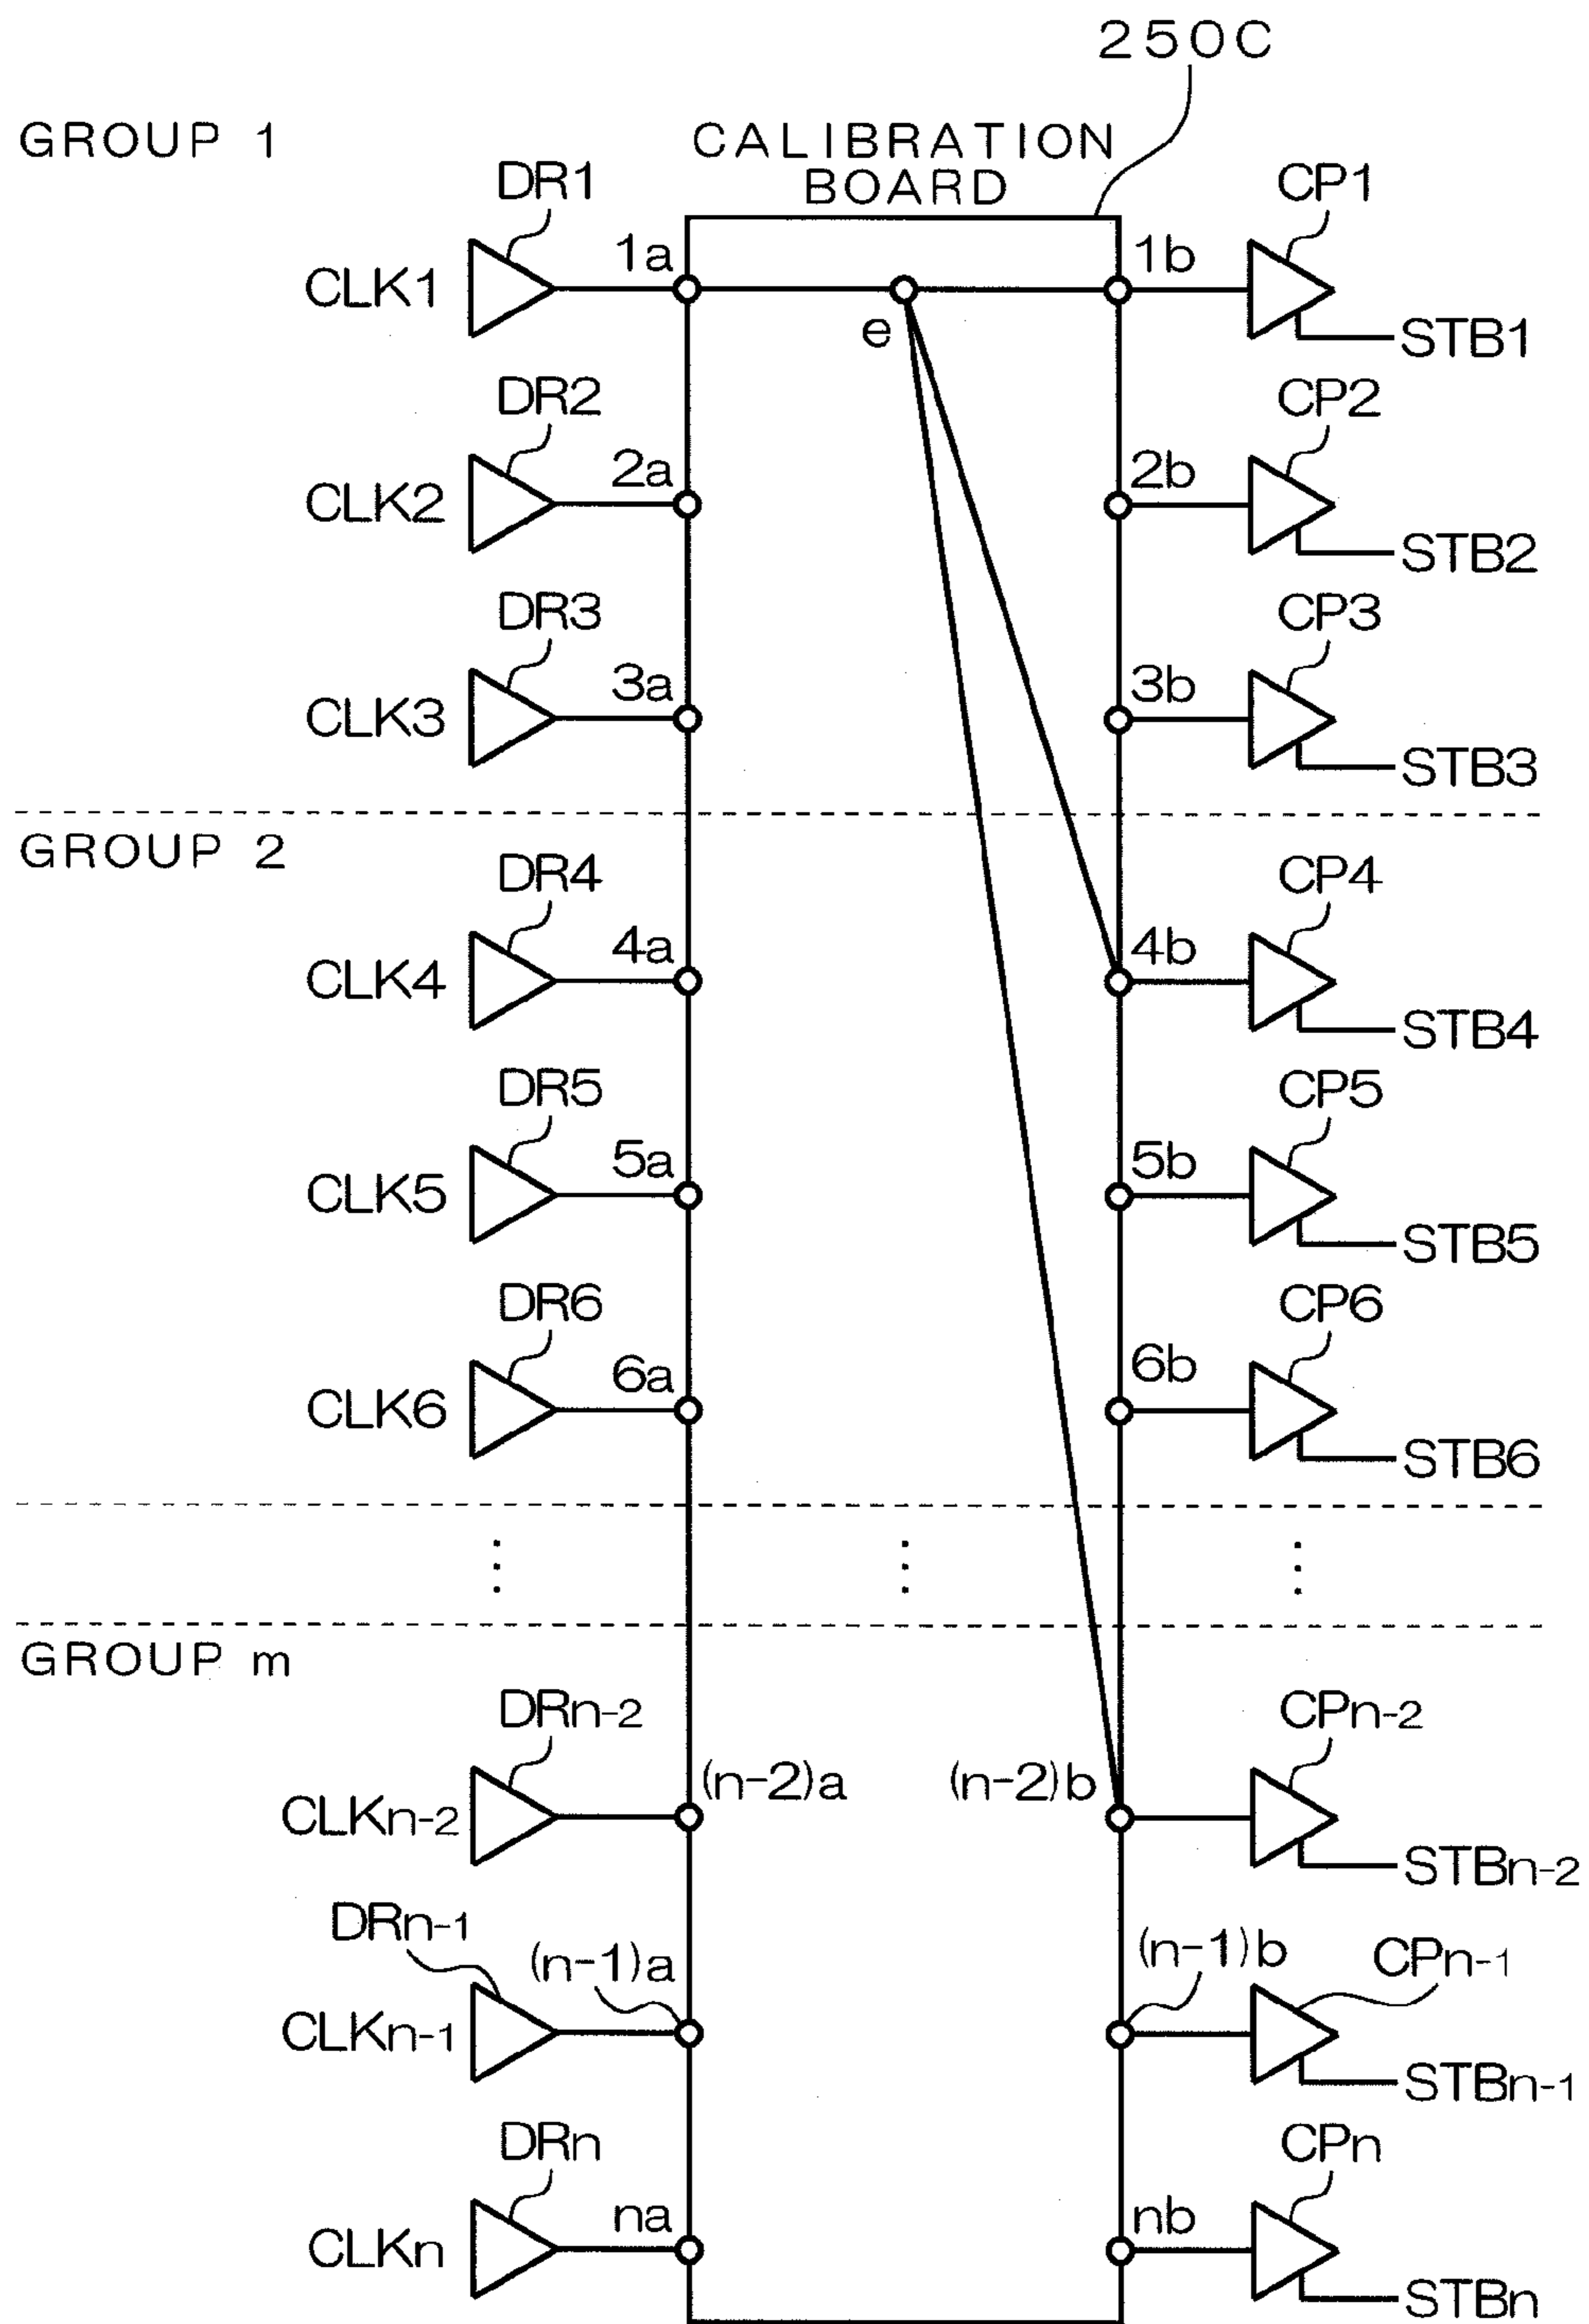 250C
GROUP 1
CALIBRATION
BOARD
DR1
CP1
1a
1b
CLK1
e
STB1
DR2
CP2
2a
2b
CLK2
STB2
DR3
CP3
3a
3b
CLK3
STB3
GROUP 2
DR4
CP4
4a
4b
CLK4
STB4
DR5
CP5
5a
5b
CLK5
STB5
DR6
CP6
6a
6b
CLK6
STB6
GROUP m
DRn-2
CPn-2
(n-2)a
(n-2)b
CLKn-2
STBn-2
DRn-1
(n-1)a
(n-1)b
CPn-1
CLKn-1
STBn-1
DRn
CPn
na
nb
CLKn
STBn